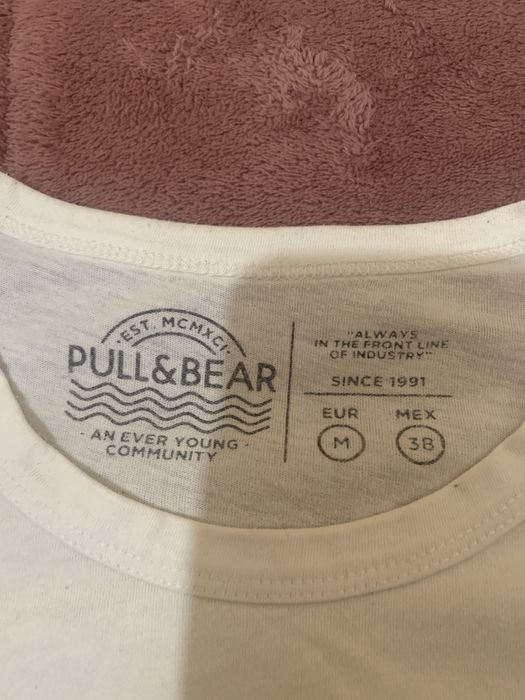 ·EST. MCMXCI·
PULL&BEAR
- AN EVER YOUNG -
COMMUNITY
"ALWAYS
IN THE FRONT LINE
OF INDUSTRY"
SINCE 1991
EUR MEX
M 38